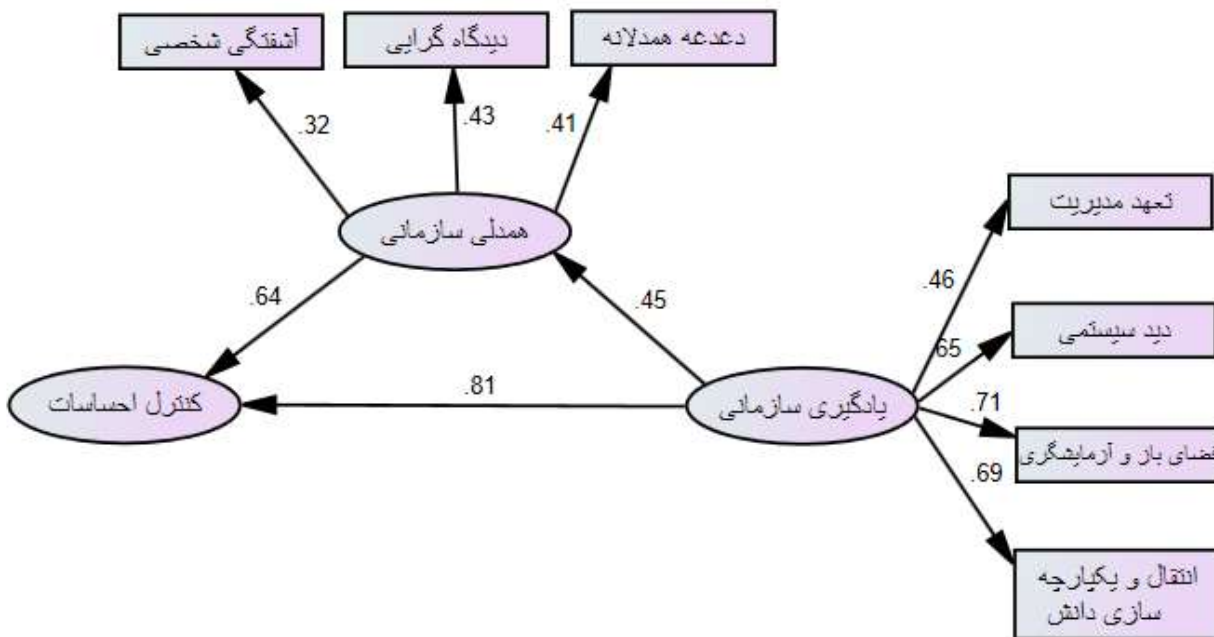 دغدغه همدلانه
دیدگاه گرایی
آشفتگی شخصی
.41
.43
.32
همدلی سازمانی
تعهد مدیریت
.46
.45
.64
دید سیستمی
65
.81
.71
یادگیری سازمانی
کنترل احساسات
فضای باز و آزمایشگری
.69
انتقال و یکپارچه
سازی دانش